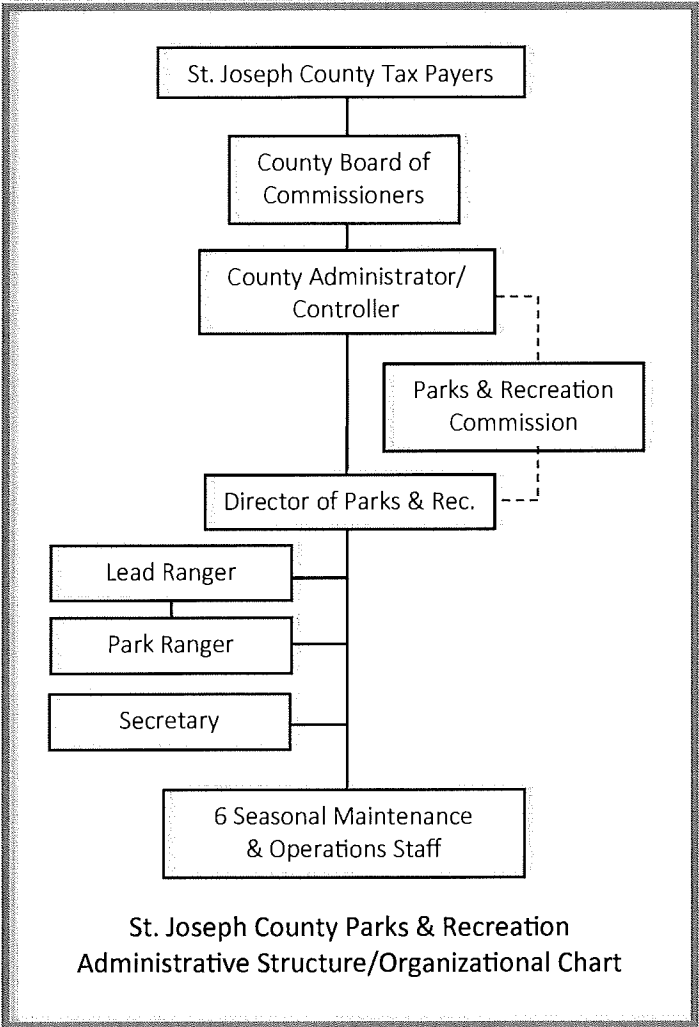 St. Joseph County Tax Payers
County Board of
Commissioners
County Administrator/
Controller
Parks & Recreation
Commission
Director of Parks & Rec.
Lead Ranger
Park Ranger
Secretary
6 Seasonal Maintenance
& Operations Staff
St. Joseph County Parks & Recreation
Administrative Structure/Organizational Chart